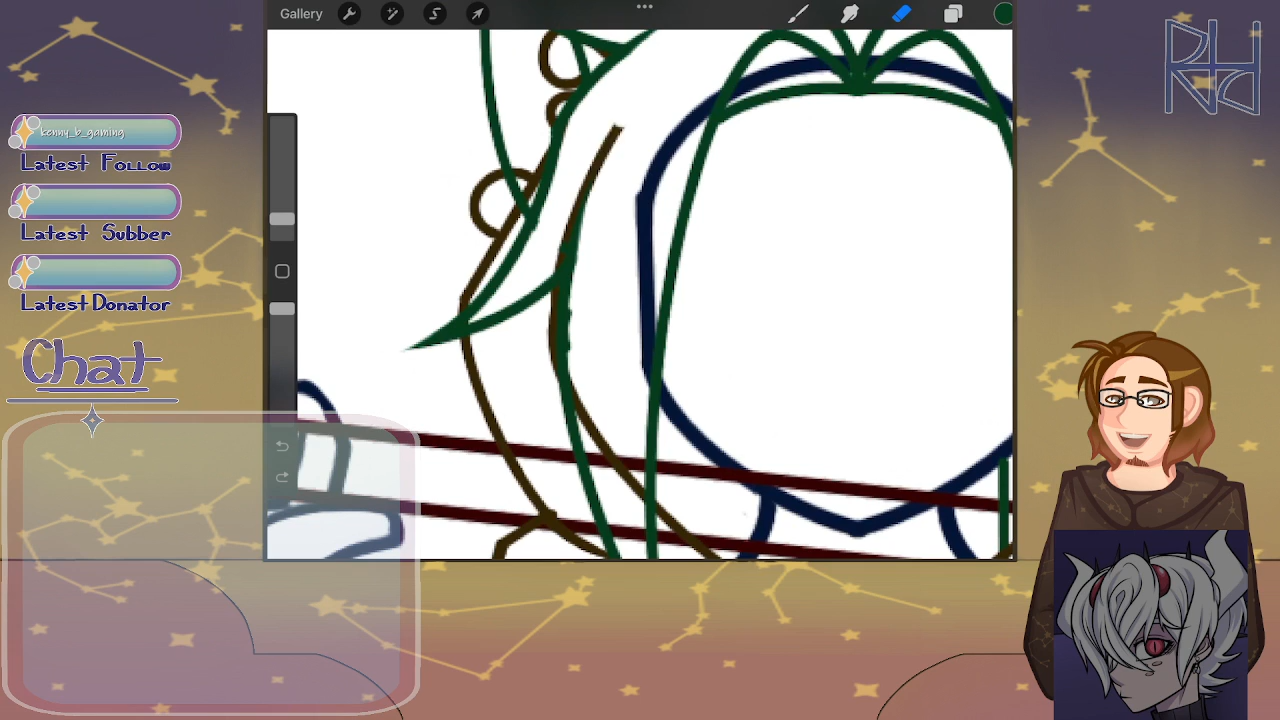 Gallery
kenny_b_gaming
Latest Follow
Latest Subber
Latest Donator
Chat